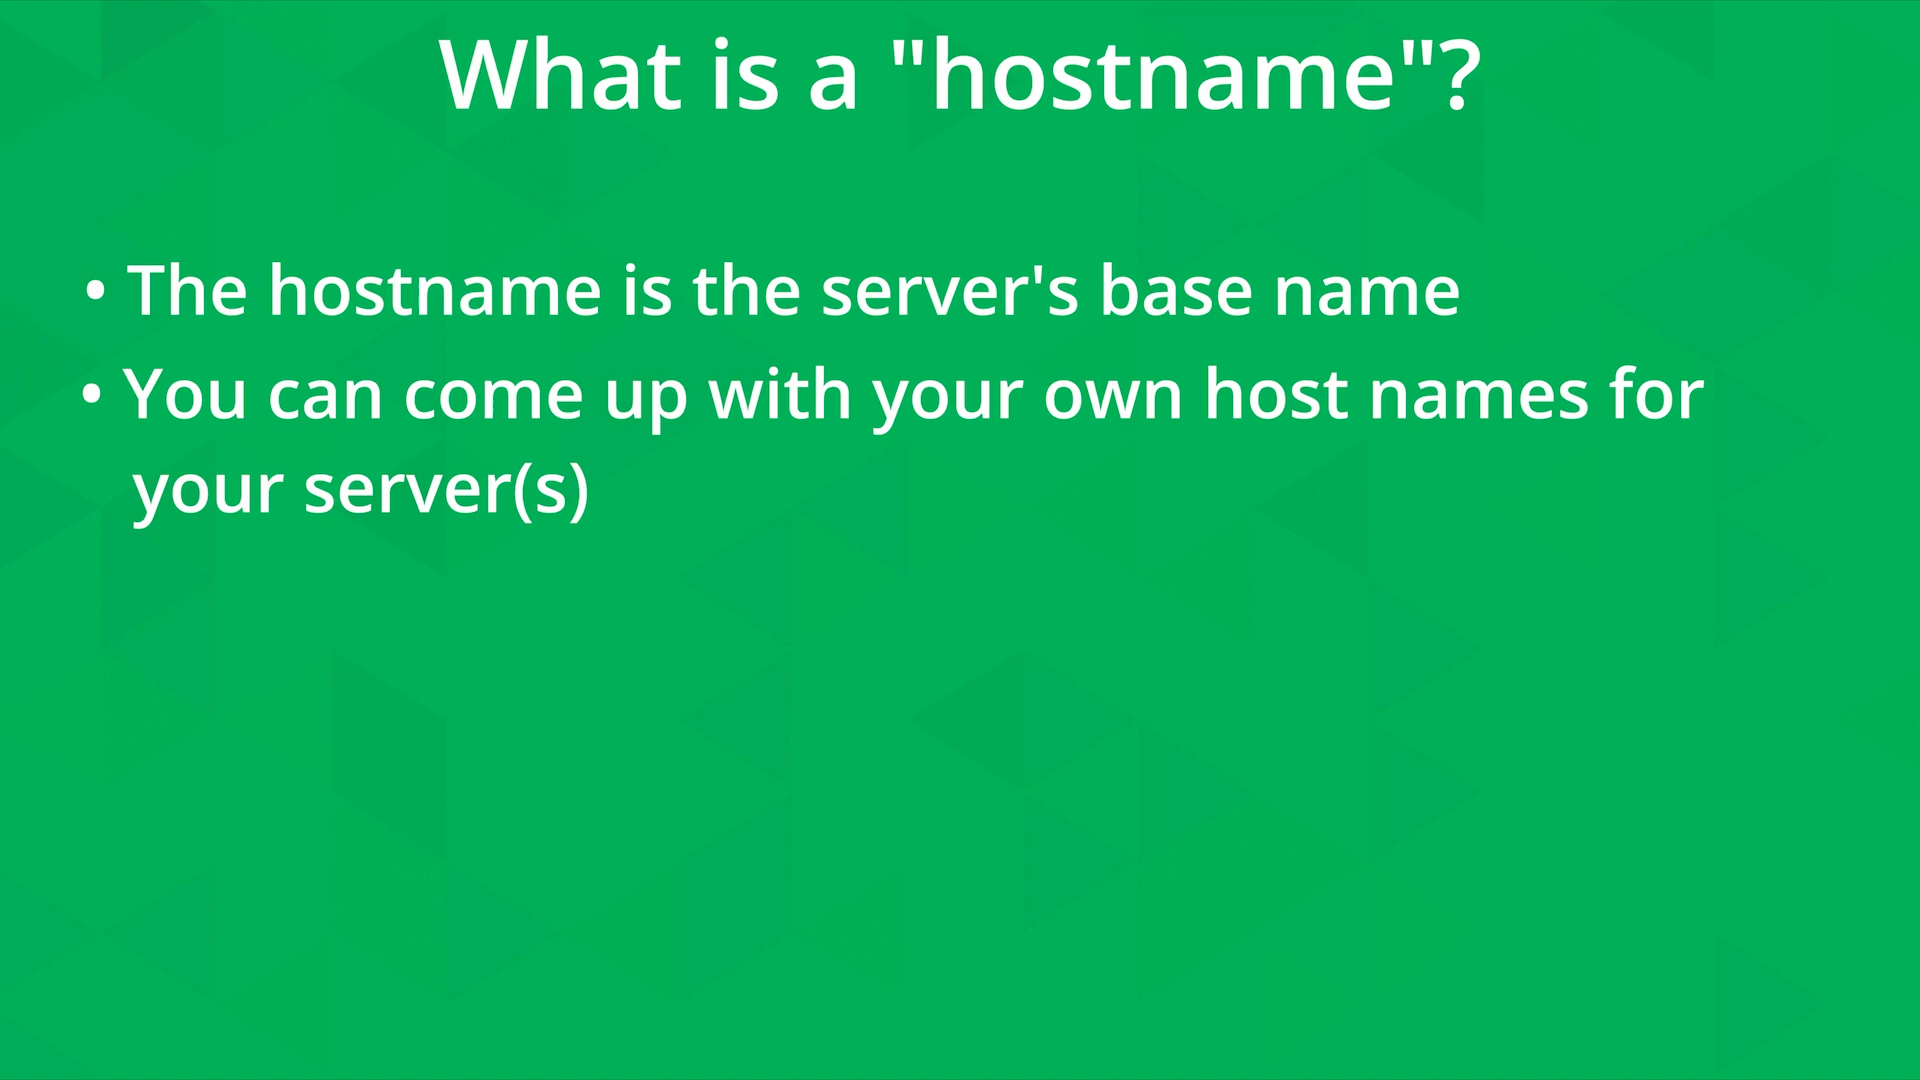 What is a "hostname"?
• The hostname is the server's base name
• You can come up with your own host names for
your server(s)